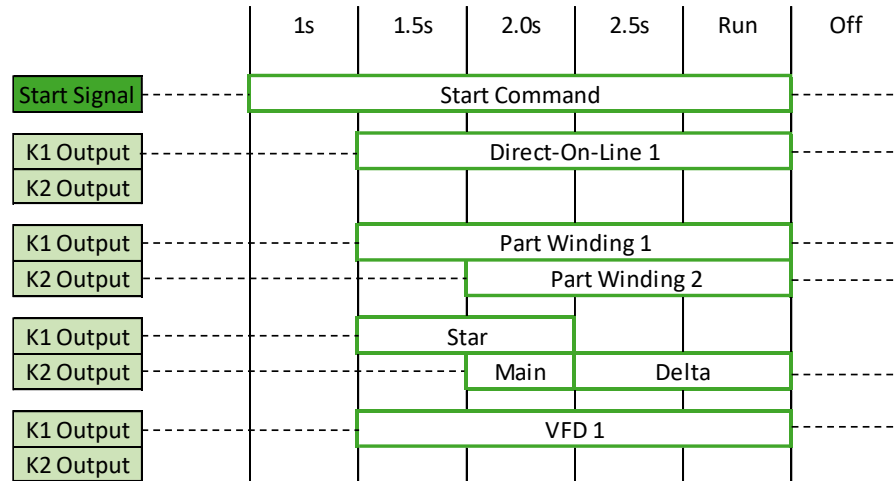 1s 1.5s 2.0s 2.5s Run Off
Start Signal Start Command
K1 Output Direct-On-Line 1
K2 Output
K1 Output Part Winding 1
K2 Output Part Winding 2
K1 Output Star
K2 Output Main Delta
K1 Output VFD 1
K2 Output